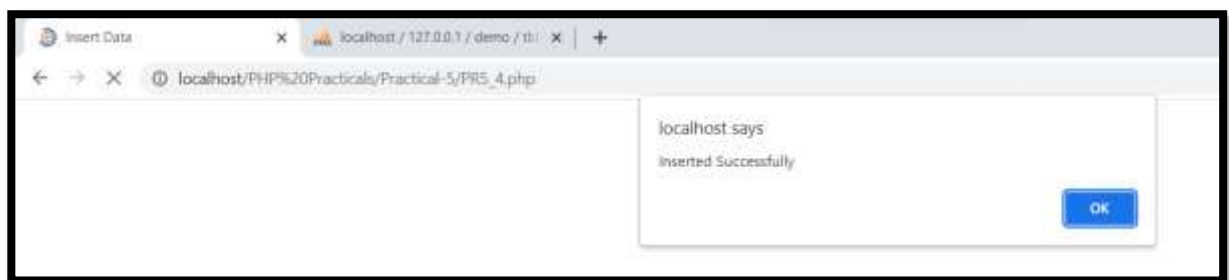 Insert Data
localhost / 127.0.0.1 / demo / tbl
localhost/PHP%20Practicals/Practical-5/PR5_4.php
localhost says
Inserted Successfully
OK